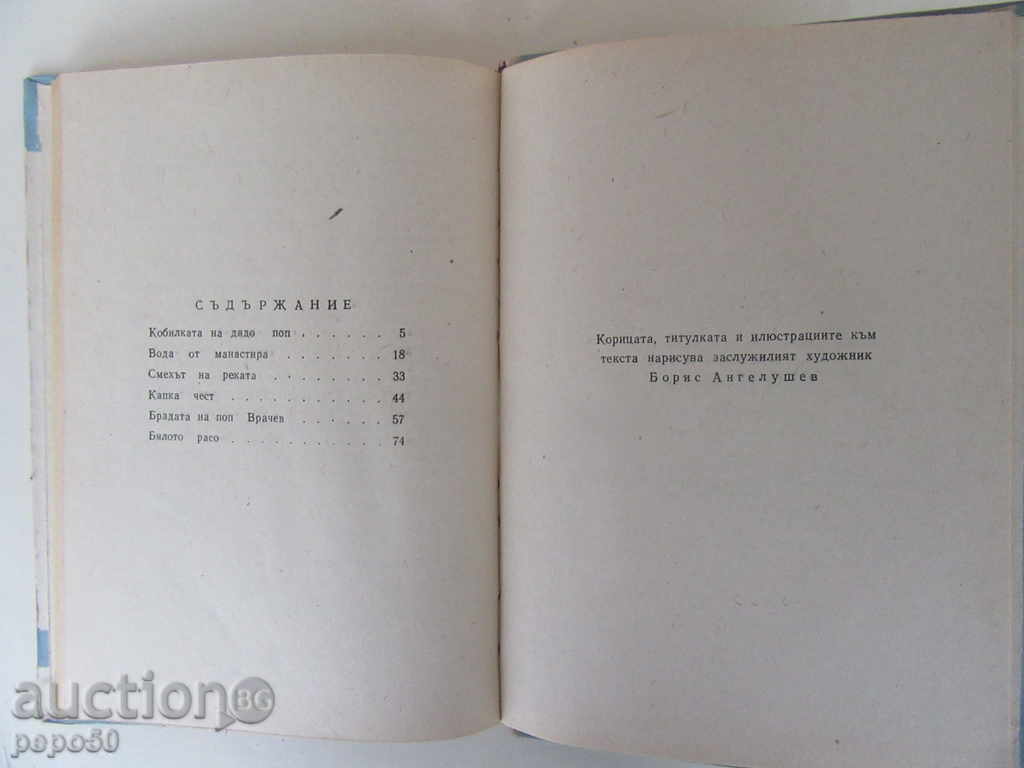 СЪДЪРЖАНИЕ
Кобилката на дядо поп . . . . . . 5
Вода от манастира . . . . . . . 18
Смехът на реката . . . . . . . . 33
Капка чест . . . . . . . . . . . 44
Брадата на поп Врачев . . . . . . . 57
Бялото расо . . . . . . . . . . . 74
Корицата, титулката и илюстрациите към
текста нарисува заслужилият художник
Борис Ангелушев
auction BG
papo50